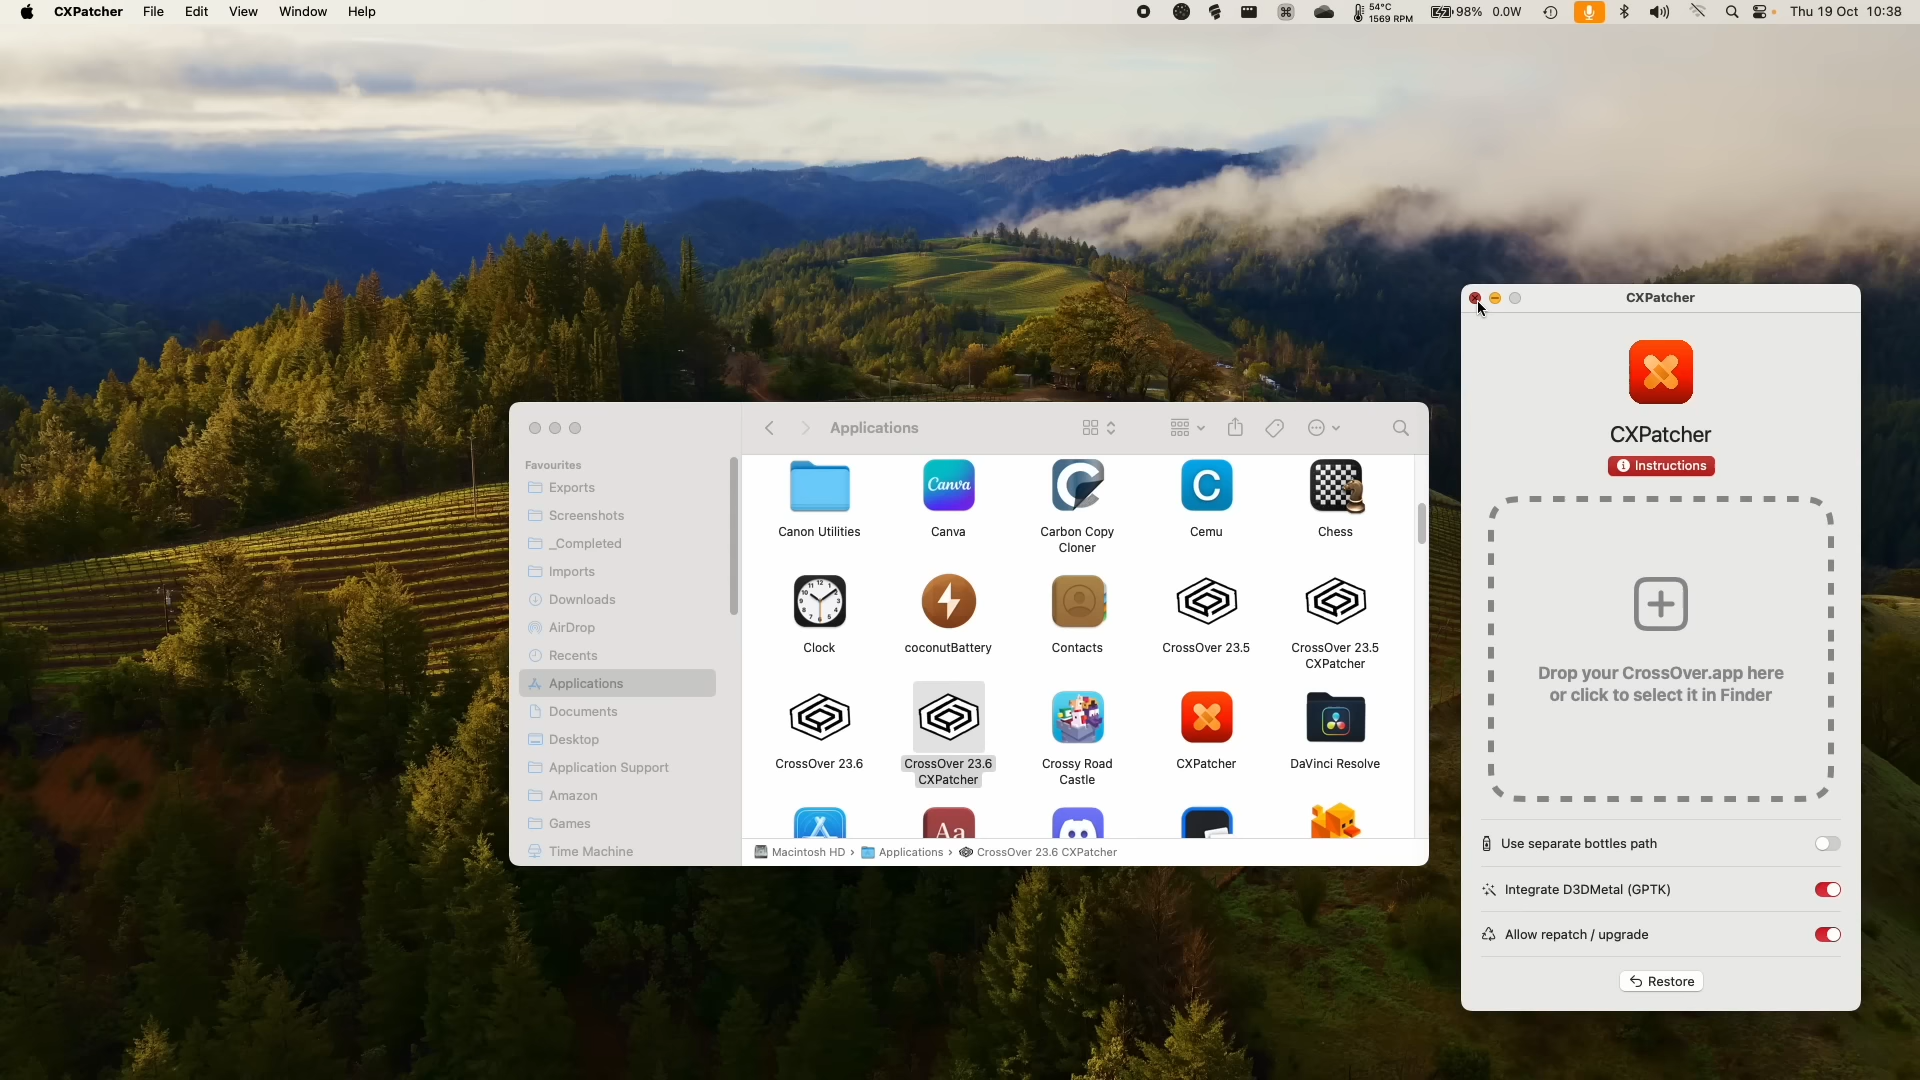 CXPatcher File Edit View Window Help
54°C
1569 RPM
98% 0.0W
Thu 19 Oct 10:38
Applications
Favourites
Exports
Screenshots
_Completed
Imports
Downloads
AirDrop
Recents
Applications
Documents
Desktop
Application Support
Amazon
Games
Time Machine
Canva
C
Canon Utilities
Canva
Carbon Copy
Cloner
Cemu
Chess
Clock
coconutBattery
Contacts
CrossOver 23.5
CrossOver 23.5
CXPatcher
CrossOver 23.6
CrossOver 23.6
CXPatcher
Crossy Road
Castle
CXPatcher
DaVinci Resolve
Aa
Macintosh HD › Applications › CrossOver 23.6 CXPatcher
CXPatcher
CXPatcher
Instructions
Drop your CrossOver.app here
or click to select it in Finder
Use separate bottles path
Integrate D3DMetal (GPTK)
Allow repatch / upgrade
Restore